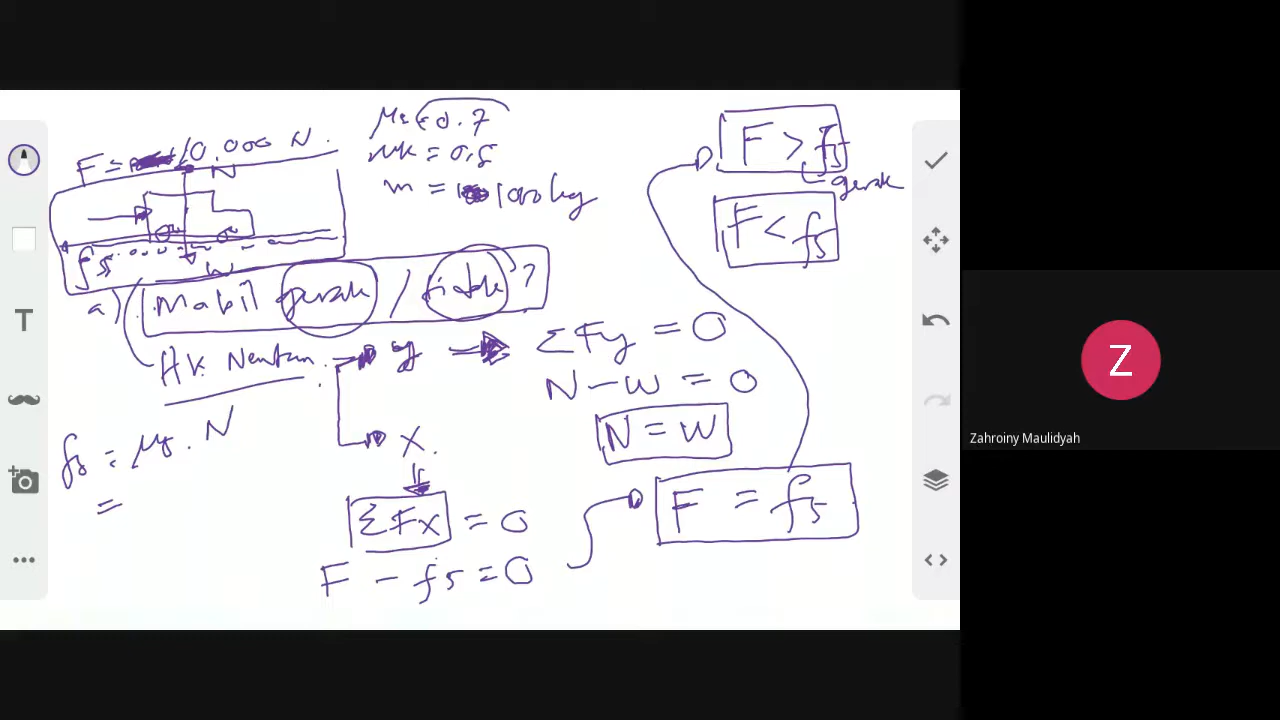 F = 10.000 N.
μs = 0.7
μk = 0.5
m = 1000 kg
N
fs
W
a) Mobil gerak / tidak ?
HK Newton. y
ΣFy = 0
N - W = 0
N = W
x.
ΣFx = 0
F - fs = 0
F = fs
fs = μs. N
=
F > fs
gerak
F < fs
T
Z
Zahroiny Maulidyah